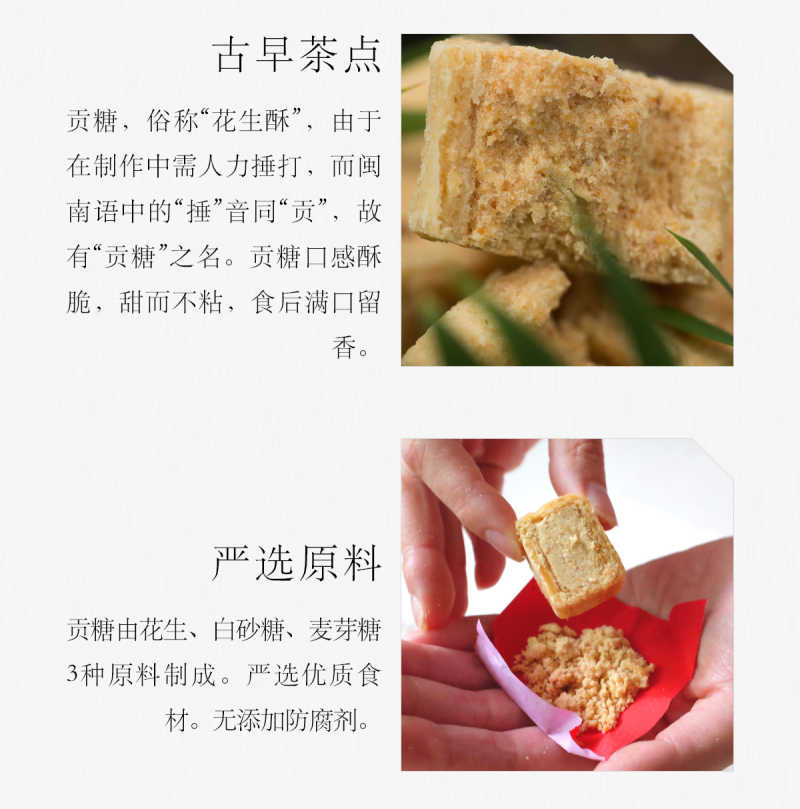 古早茶点
贡糖，俗称“花生酥”，由于
在制作中需人力捶打，而闽
南语中的“捶”音同“贡”，故
有“贡糖”之名。贡糖口感酥
脆，甜而不粘，食后满口留
香。
严选原料
贡糖由花生、白砂糖、麦芽糖
3种原料制成。严选优质食
材。无添加防腐剂。